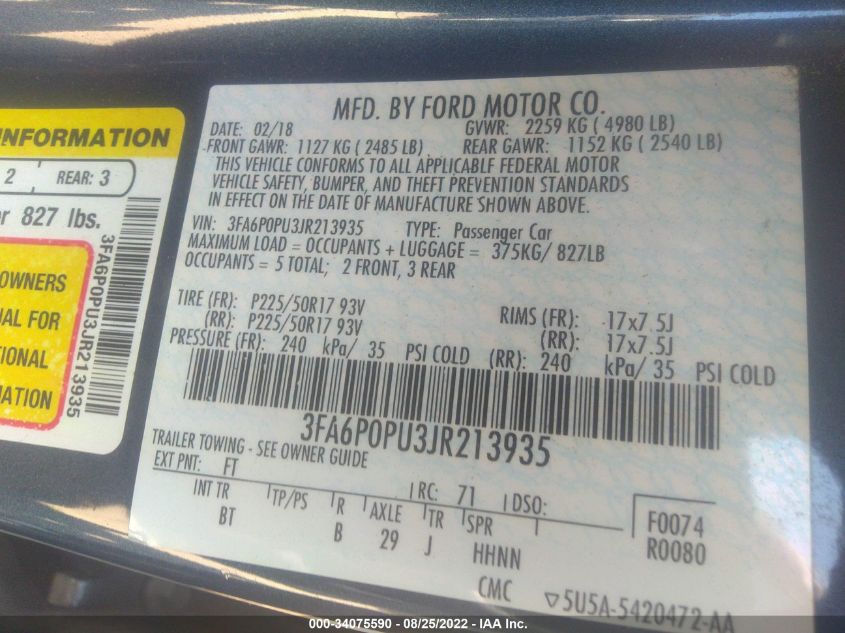 INFORMATION
2 REAR: 3
827 lbs.
OWNERS
FOR
MATION
3FA6P0PU3JR213935
MFD. BY FORD MOTOR CO.
DATE: 02/18 GVWR: 2259 KG ( 4980 LB)
FRONT GAWR: 1127 KG ( 2485 LB) REAR GAWR: 1152 KG ( 2540 LB)
THIS VEHICLE CONFORMS TO ALL APPLICABLF FEDERAL MOTOR
VEHICLE SAFETY, BUMPER, AND THEFT PREVENTION STANDARDS
IN EFFECT ON THE DATE OF MANUFACTURE SHOWN ABOVE.
VIN: 3FA6P0PU3JR213935 TYPE: Passenger Car
MAXIMUM LOAD = OCCUPANTS + LUGGAGE = 375KG/ 827LB
OCCUPANTS = 5 TOTAL; 2 FRONT, 3 REAR
TIRE (FR): P225/50R17 93V RIMS (FR): 17x7.5J
(RR): P225/50R17 93V (RR): 17x7.5J
PRESSURE (FR): 240 kPa/ 35 PSI COLD (RR): 240 kPa/ 35 PSI COLD
3FA6P0PU3JR213935
TRAILER TOWING - SEE OWNER GUIDE
EXT PNT: FT RC: 71 DSO:
INT TR TP/PS R AXLE TR SPR F0074
BT B 29 J HHNN R0080
CMC 5U5A-5420472-AA
000-34075590 - 08/25/2022 - IAA Inc.